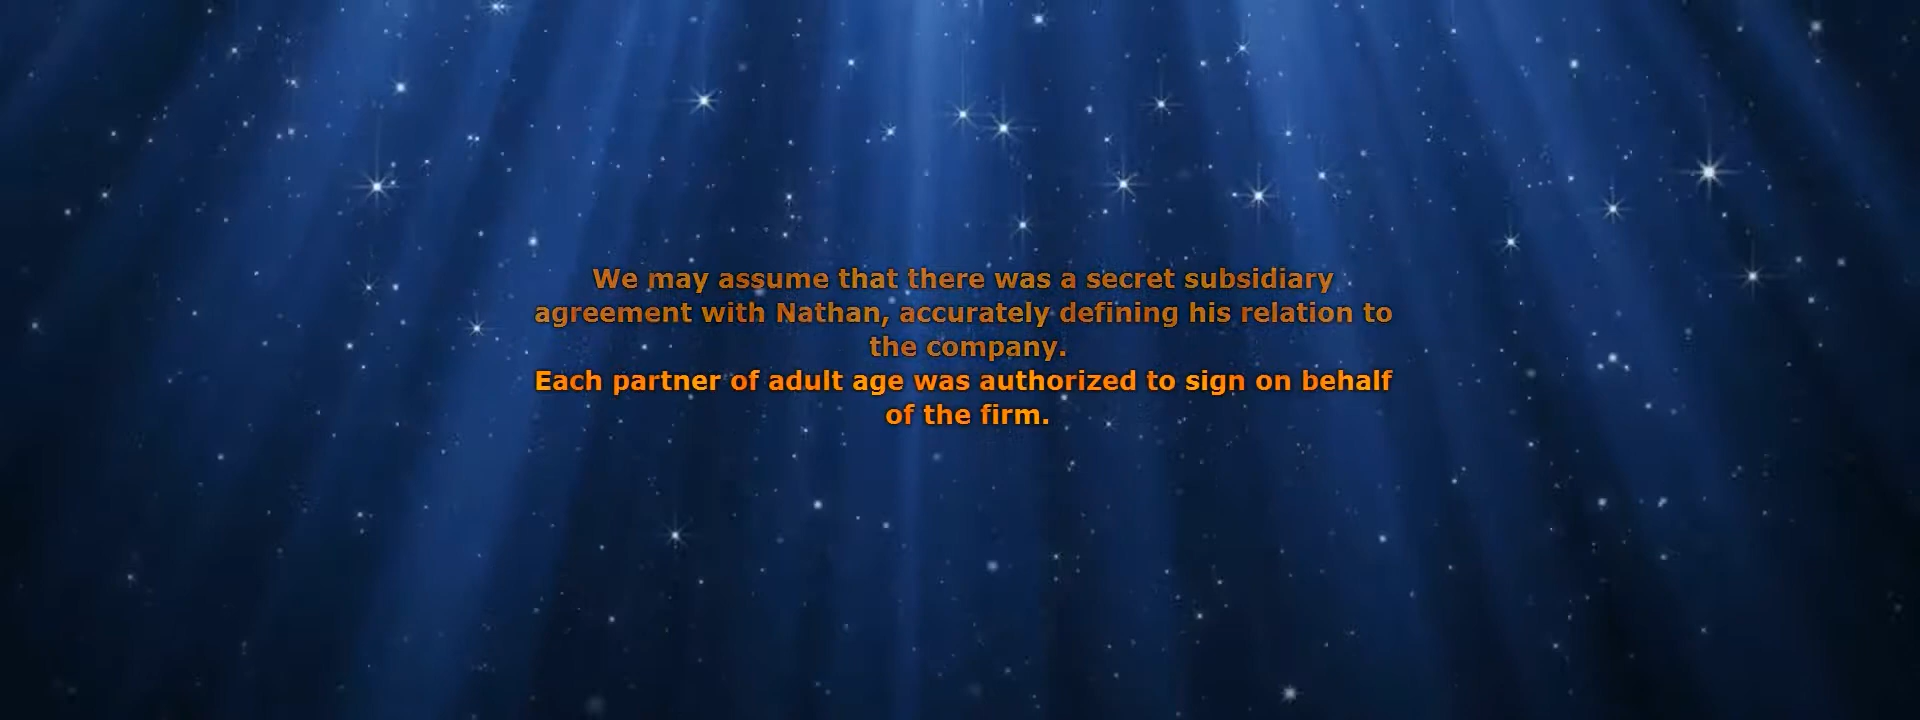 We may assume that there was a secret subsidiary
agreement with Nathan, accurately defining his relation to
the company.
Each partner of adult age was authorized to sign on behalf
of the firm.